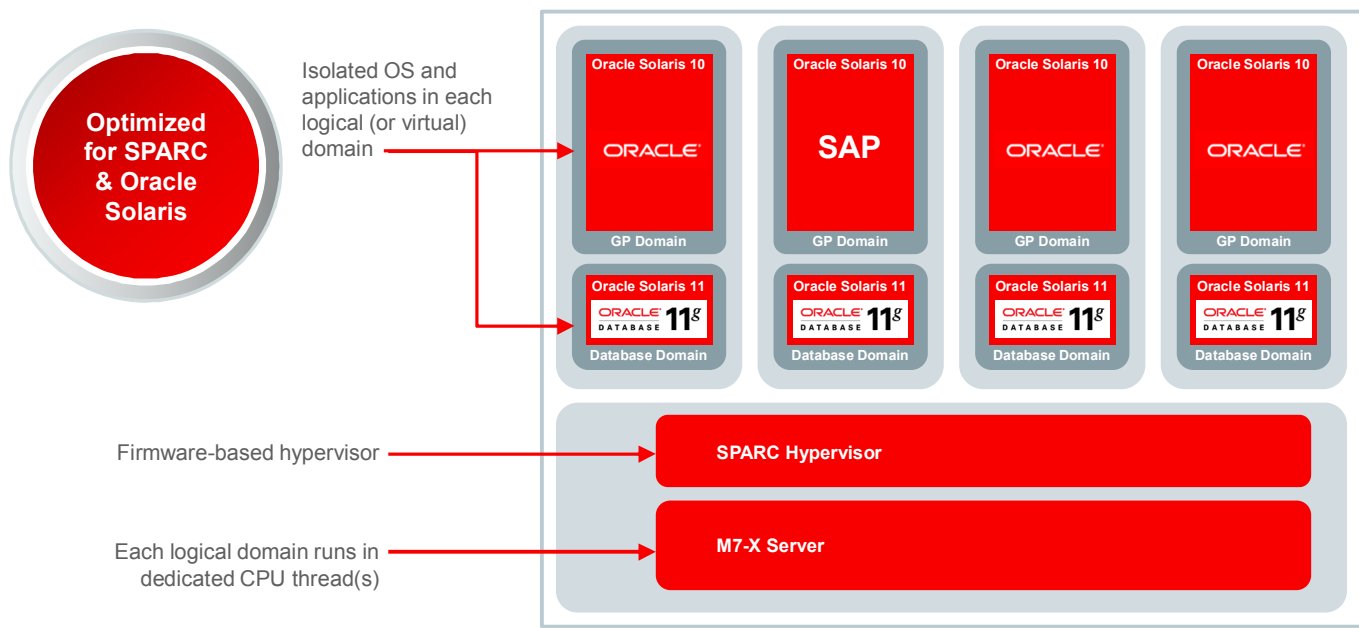 Optimized
for SPARC
& Oracle
Solaris
Isolated OS and
applications in each
logical (or virtual)
domain
Oracle Solaris 10
ORACLE
GP Domain
Oracle Solaris 11
ORACLE
DATABASE 11g
Database Domain
Oracle Solaris 10
SAP
GP Domain
Oracle Solaris 11
ORACLE
DATABASE 11g
Database Domain
Oracle Solaris 10
ORACLE
GP Domain
Oracle Solaris 11
ORACLE
DATABASE 11g
Database Domain
Oracle Solaris 10
ORACLE
GP Domain
Oracle Solaris 11
ORACLE
DATABASE 11g
Database Domain
Firmware-based hypervisor
SPARC Hypervisor
Each logical domain runs in
dedicated CPU thread(s)
M7-X Server